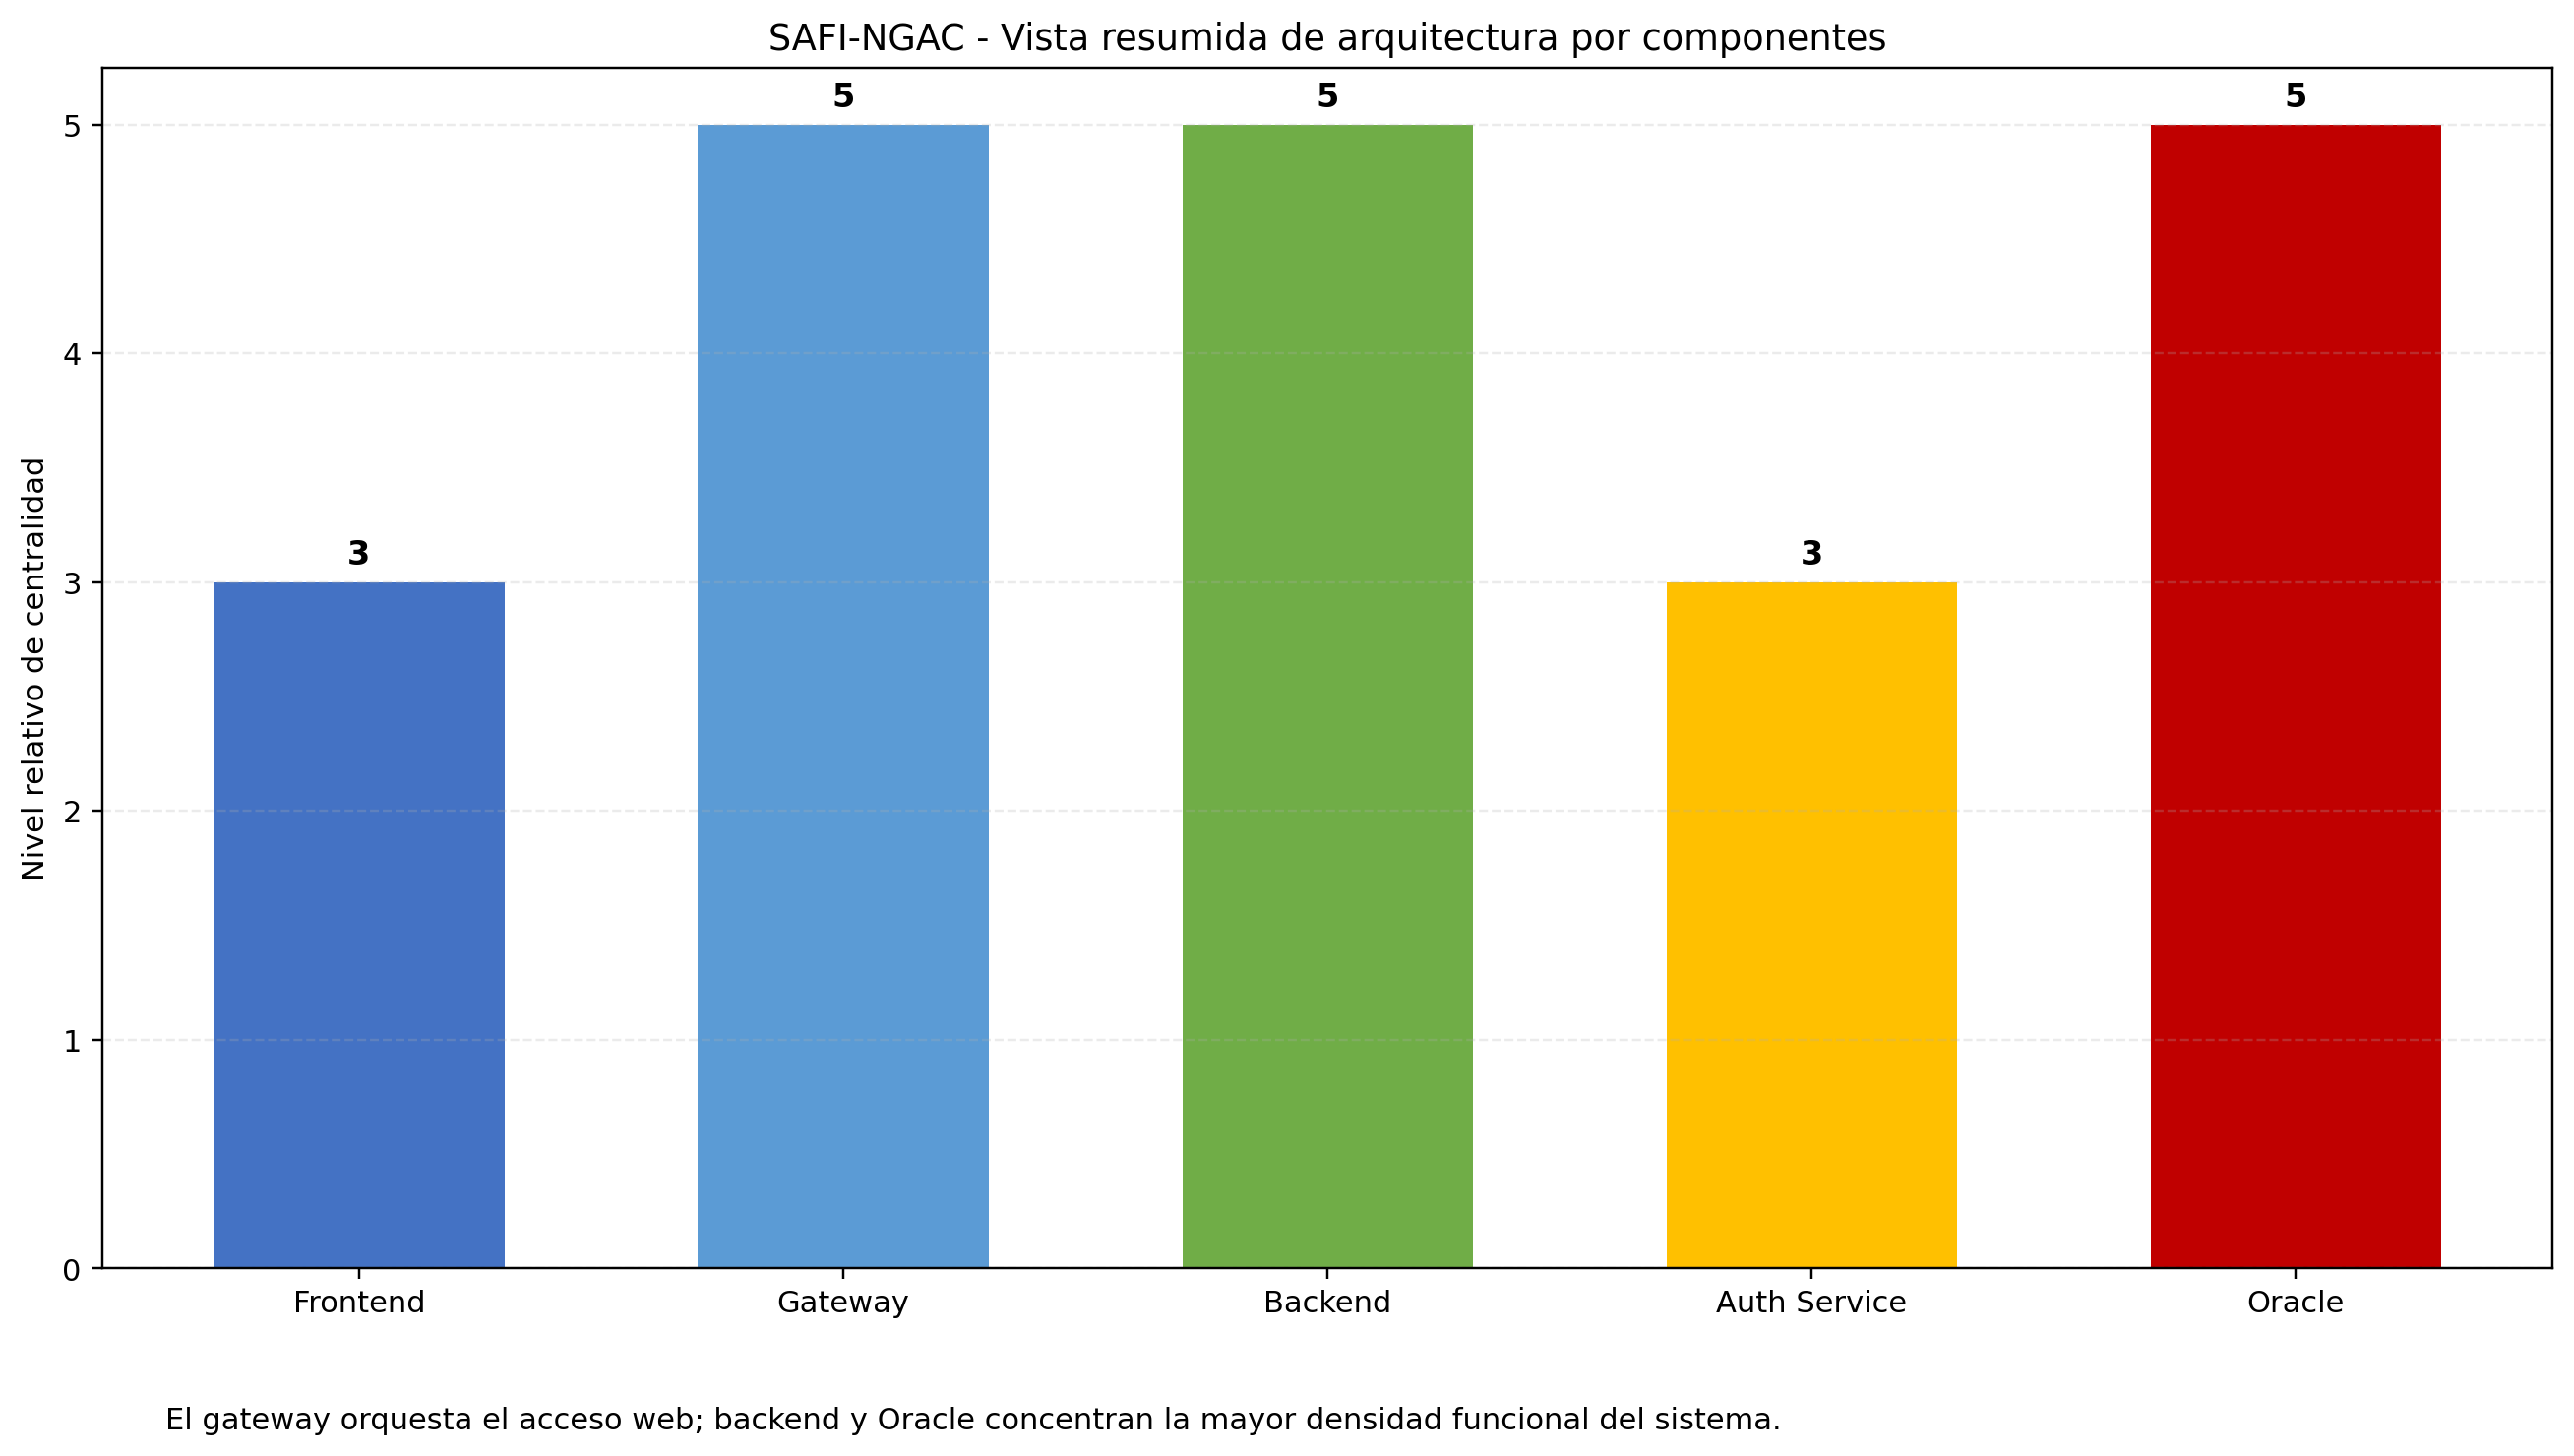 SAFI-NGAC - Vista resumida de arquitectura por componentes
5 5 5
5
4
3 3
3
2
1
0
Nivel relativo de centralidad
Frontend Gateway Backend Auth Service Oracle
El gateway orquesta el acceso web; backend y Oracle concentran la mayor densidad funcional del sistema.